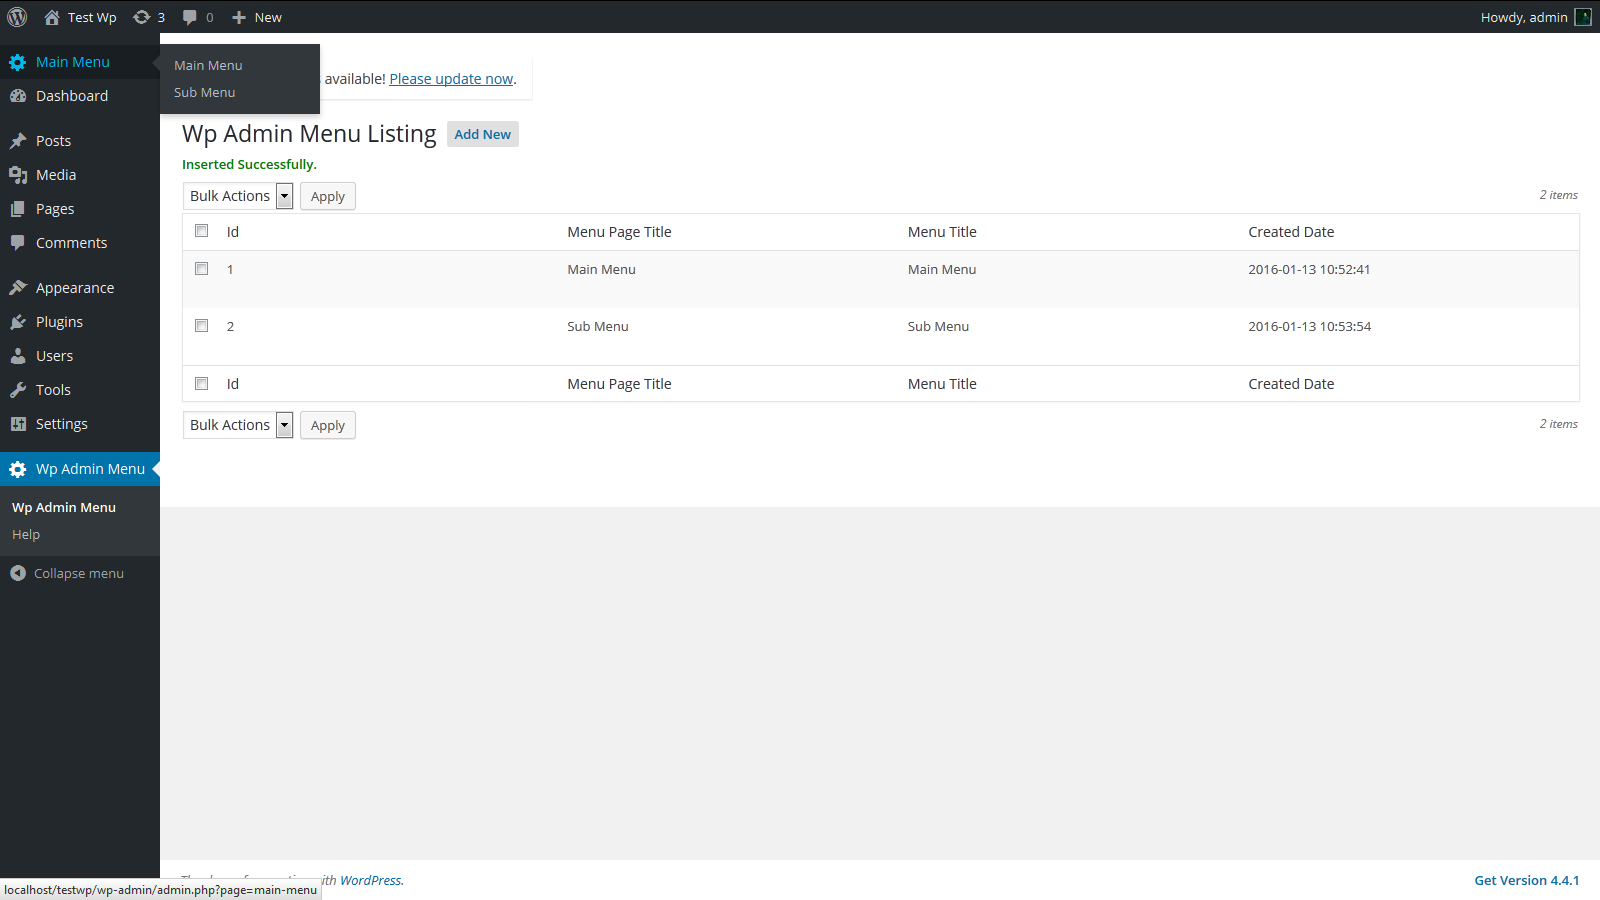 Test Wp 3 0 New Howdy, admin
Main Menu
Main Menu
Sub Menu
available! Please update now.
Dashboard
Posts
Media
Pages
Comments
Appearance
Plugins
Users
Tools
Settings
Wp Admin Menu
Wp Admin Menu
Help
Collapse menu
Wp Admin Menu Listing Add New
Inserted Successfully.
Bulk Actions Apply 2 items
Id Menu Page Title Menu Title Created Date
1 Main Menu Main Menu 2016-01-13 10:52:41
2 Sub Menu Sub Menu 2016-01-13 10:53:54
Id Menu Page Title Menu Title Created Date
Bulk Actions Apply 2 items
WordPress. Get Version 4.4.1
localhost/testwp/wp-admin/admin.php?page=main-menu